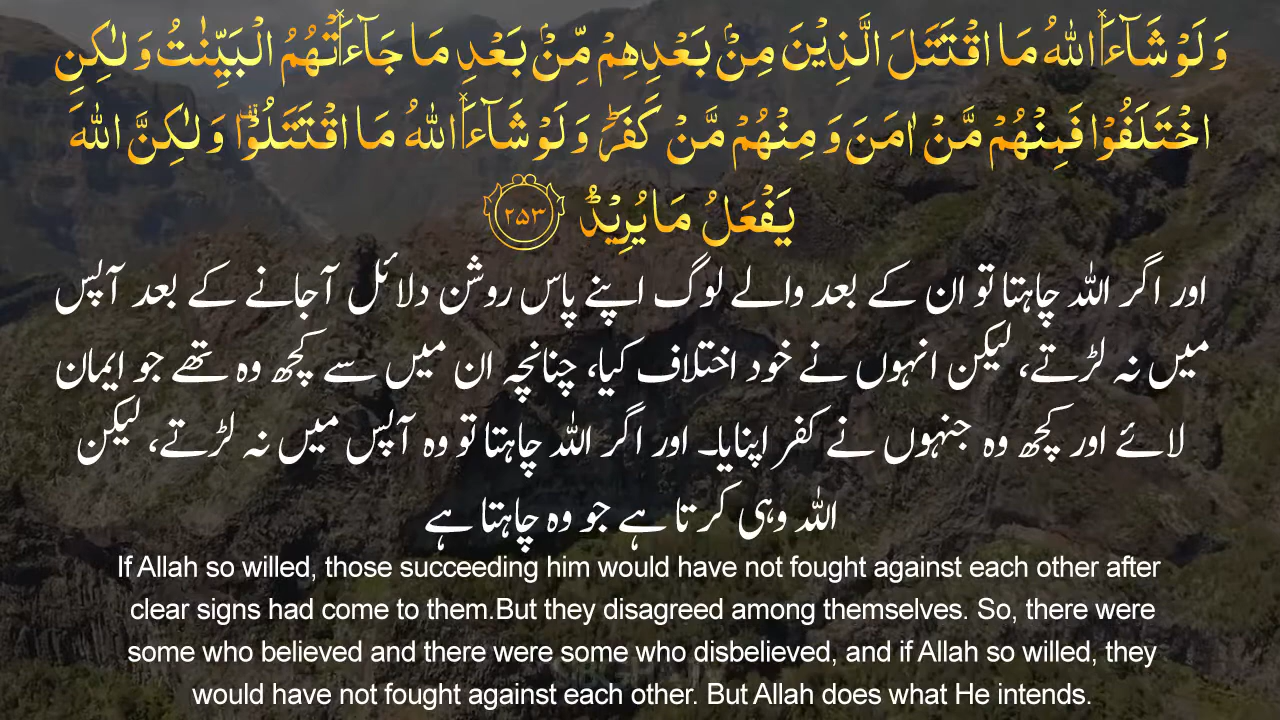 وَلَوْ شَآءَ اللّٰهُ مَا اقْتَتَلَ الَّذِيْنَ مِنْۢ بَعْدِهِمْ مِّنْۢ بَعْدِ مَا جَآءَتْهُمُ الْبَيِّنٰتُ وَلٰكِنِ
اخْتَلَفُوْا فَمِنْهُمْ مَّنْ اٰمَنَ وَمِنْهُمْ مَّنْ كَفَرَؕ وَلَوْ شَآءَ اللّٰهُ مَا اقْتَتَلُوْاۗ وَلٰكِنَّ اللّٰهَ
يَفْعَلُ مَا يُرِيْدُ ۲۵۳
اور اگر اللہ چاہتا تو ان کے بعد والے لوگ اپنے پاس روشن دلائل آجانے کے بعد آپس
میں نہ لڑتے، لیکن انہوں نے خود اختلاف کیا، چنانچہ ان میں سے کچھ وہ تھے جو ایمان
لائے اور کچھ وہ جنہوں نے کفر اپنایا۔ اور اگر اللہ چاہتا تو وہ آپس میں نہ لڑتے، لیکن
اللہ وہی کرتا ہے جو وہ چاہتا ہے
If Allah so willed, those succeeding him would have not fought against each other after
clear signs had come to them.But they disagreed among themselves. So, there were
some who believed and there were some who disbelieved, and if Allah so willed, they
would have not fought against each other. But Allah does what He intends.